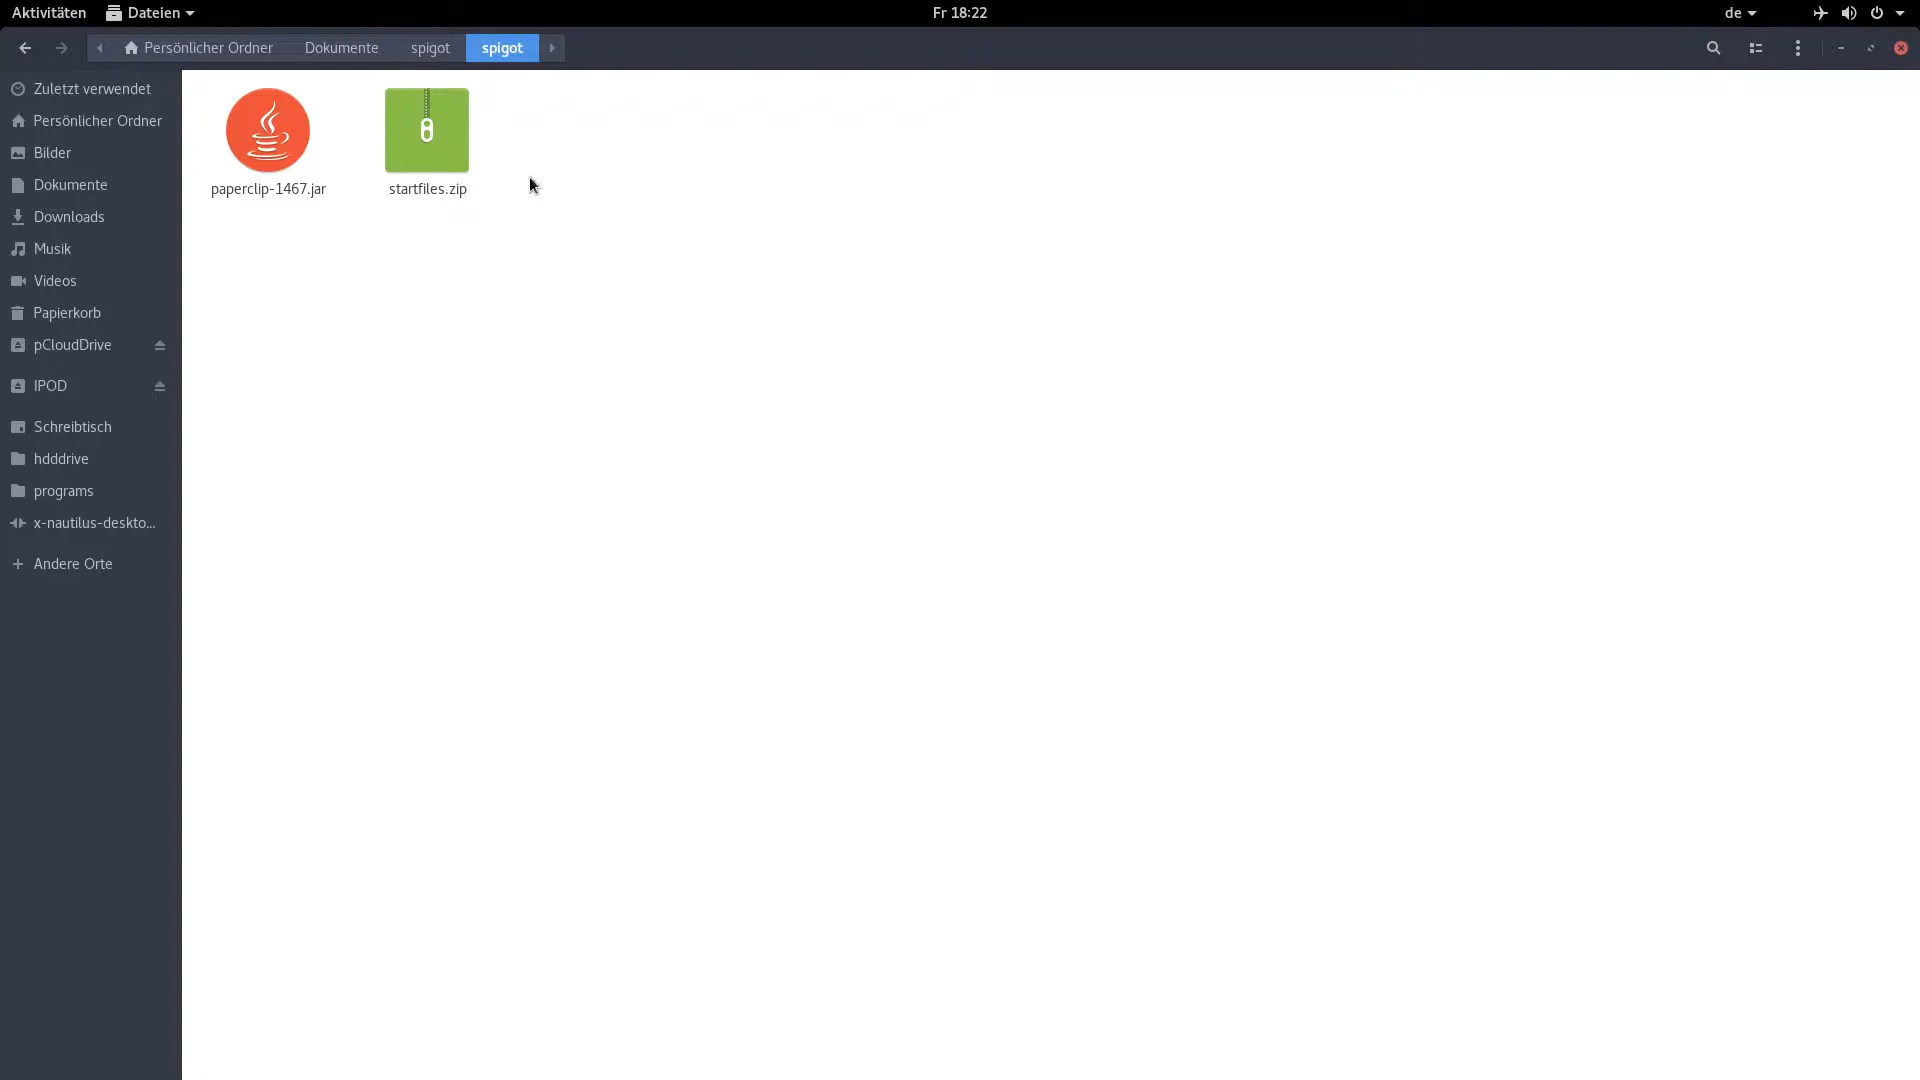 Aktivitäten Dateien Fr 18:22 de
Persönlicher Ordner Dokumente spigot spigot
Zuletzt verwendet
Persönlicher Ordner
Bilder
Dokumente
Downloads
Musik
Videos
Papierkorb
pCloudDrive
IPOD
Schreibtisch
hdddrive
programs
x-nautilus-deskto...
Andere Orte
paperclip-1467.jar startfiles.zip